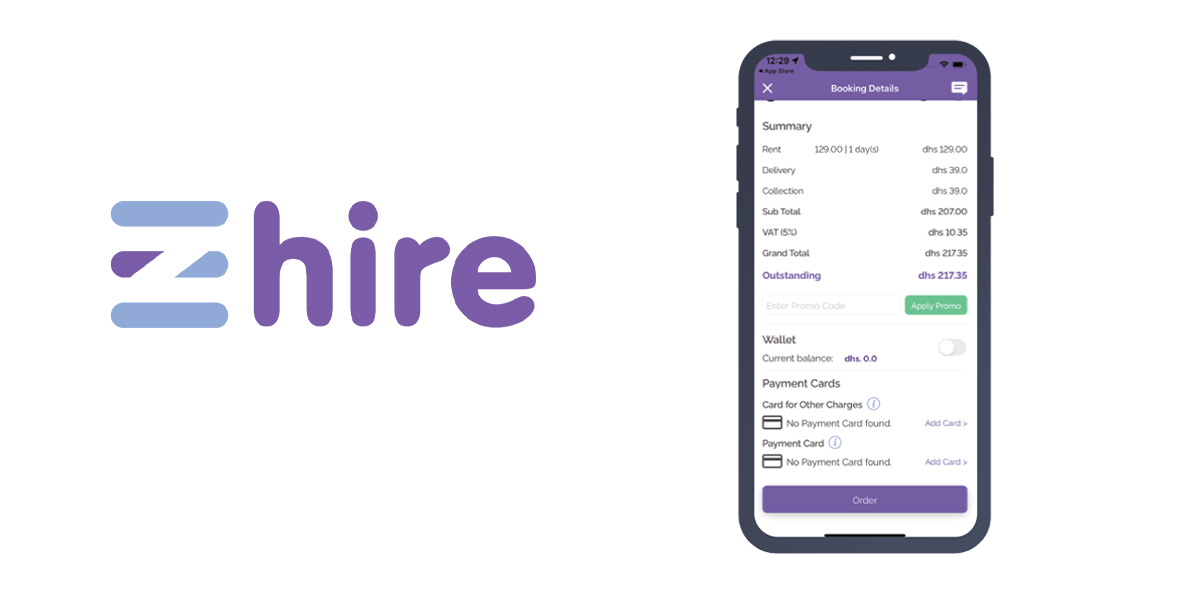 Zhire
12:29
◀ App Store
Booking Details
Summary
Rent 129.00 | 1 day(s) dhs 129.00
Delivery dhs 39.0
Collection dhs 39.0
Sub Total dhs 207.00
VAT (5%) dhs 10.35
Grand Total dhs 217.35
Outstanding dhs 217.35
Enter Promo Code Apply Promo
Wallet
Current balance: dhs. 0.0
Payment Cards
Card for Other Charges i
No Payment Card found. Add Card >
Payment Card i
No Payment Card found. Add Card >
Order